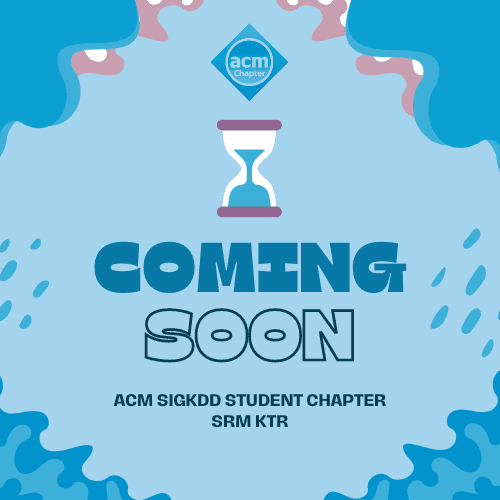 acm
Chapter
COMING
SOON
ACM SIGKDD STUDENT CHAPTER
SRM KTR